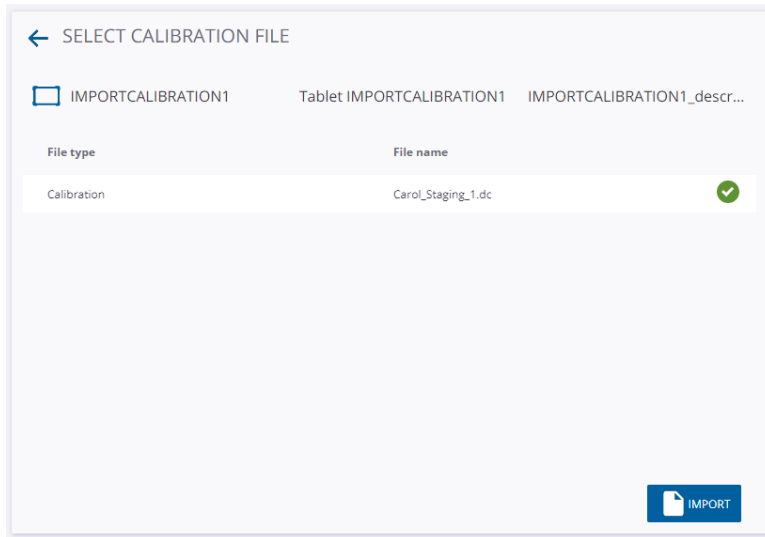 SELECT CALIBRATION FILE
IMPORTCALIBRATION1 Tablet IMPORTCALIBRATION1 IMPORTCALIBRATION1_descr...
File type File name
Calibration Carol_Staging_1.dc
IMPORT